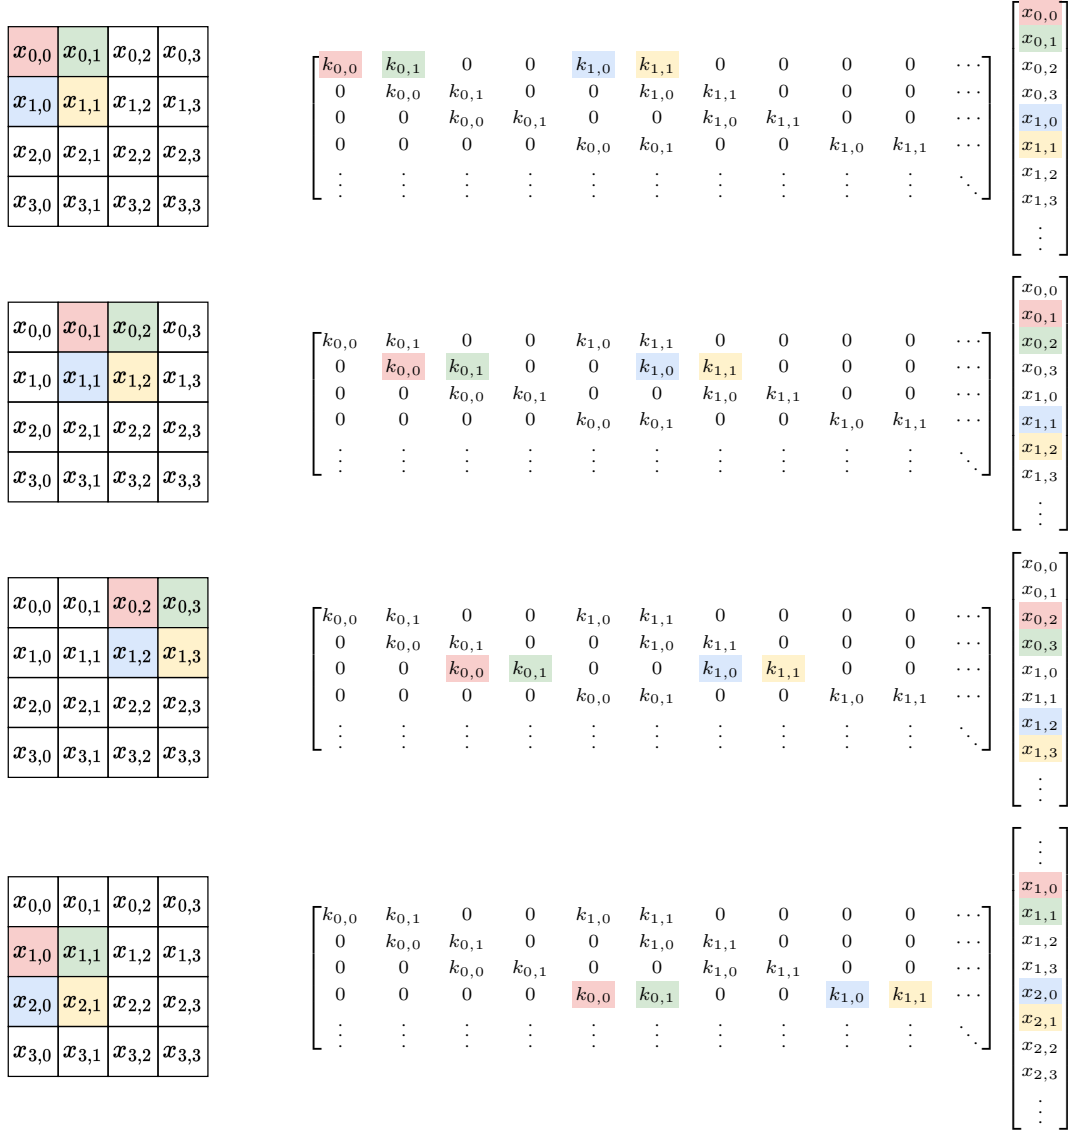 x₀,₀ x₀,₁ x₀,₂ x₀,₃
x₁,₀ x₁,₁ x₁,₂ x₁,₃
x₂,₀ x₂,₁ x₂,₂ x₂,₃
x₃,₀ x₃,₁ x₃,₂ x₃,₃
k₀,₀ k₀,₁ 0 0 k₁,₀ k₁,₁ 0 0 0 0 ⋯
0 k₀,₀ k₀,₁ 0 0 k₁,₀ k₁,₁ 0 0 0 ⋯
0 0 k₀,₀ k₀,₁ 0 0 k₁,₀ k₁,₁ 0 0 ⋯
0 0 0 0 k₀,₀ k₀,₁ 0 0 k₁,₀ k₁,₁ ⋯
⋮ ⋮ ⋮ ⋮ ⋮ ⋮ ⋮ ⋮ ⋮ ⋮ ⋱
x₀,₀
x₀,₁
x₀,₂
x₀,₃
x₁,₀
x₁,₁
x₁,₂
x₁,₃
⋮
x₀,₀ x₀,₁ x₀,₂ x₀,₃
x₁,₀ x₁,₁ x₁,₂ x₁,₃
x₂,₀ x₂,₁ x₂,₂ x₂,₃
x₃,₀ x₃,₁ x₃,₂ x₃,₃
k₀,₀ k₀,₁ 0 0 k₁,₀ k₁,₁ 0 0 0 0 ⋯
0 k₀,₀ k₀,₁ 0 0 k₁,₀ k₁,₁ 0 0 0 ⋯
0 0 k₀,₀ k₀,₁ 0 0 k₁,₀ k₁,₁ 0 0 ⋯
0 0 0 0 k₀,₀ k₀,₁ 0 0 k₁,₀ k₁,₁ ⋯
⋮ ⋮ ⋮ ⋮ ⋮ ⋮ ⋮ ⋮ ⋮ ⋮ ⋱
x₀,₀
x₀,₁
x₀,₂
x₀,₃
x₁,₀
x₁,₁
x₁,₂
x₁,₃
⋮
x₀,₀ x₀,₁ x₀,₂ x₀,₃
x₁,₀ x₁,₁ x₁,₂ x₁,₃
x₂,₀ x₂,₁ x₂,₂ x₂,₃
x₃,₀ x₃,₁ x₃,₂ x₃,₃
k₀,₀ k₀,₁ 0 0 k₁,₀ k₁,₁ 0 0 0 0 ⋯
0 k₀,₀ k₀,₁ 0 0 k₁,₀ k₁,₁ 0 0 0 ⋯
0 0 k₀,₀ k₀,₁ 0 0 k₁,₀ k₁,₁ 0 0 ⋯
0 0 0 0 k₀,₀ k₀,₁ 0 0 k₁,₀ k₁,₁ ⋯
⋮ ⋮ ⋮ ⋮ ⋮ ⋮ ⋮ ⋮ ⋮ ⋮ ⋱
x₀,₀
x₀,₁
x₀,₂
x₀,₃
x₁,₀
x₁,₁
x₁,₂
x₁,₃
⋮
x₀,₀ x₀,₁ x₀,₂ x₀,₃
x₁,₀ x₁,₁ x₁,₂ x₁,₃
x₂,₀ x₂,₁ x₂,₂ x₂,₃
x₃,₀ x₃,₁ x₃,₂ x₃,₃
k₀,₀ k₀,₁ 0 0 k₁,₀ k₁,₁ 0 0 0 0 ⋯
0 k₀,₀ k₀,₁ 0 0 k₁,₀ k₁,₁ 0 0 0 ⋯
0 0 k₀,₀ k₀,₁ 0 0 k₁,₀ k₁,₁ 0 0 ⋯
0 0 0 0 k₀,₀ k₀,₁ 0 0 k₁,₀ k₁,₁ ⋯
⋮ ⋮ ⋮ ⋮ ⋮ ⋮ ⋮ ⋮ ⋮ ⋮ ⋱
⋮
x₁,₀
x₁,₁
x₁,₂
x₁,₃
x₂,₀
x₂,₁
x₂,₂
x₂,₃
⋮